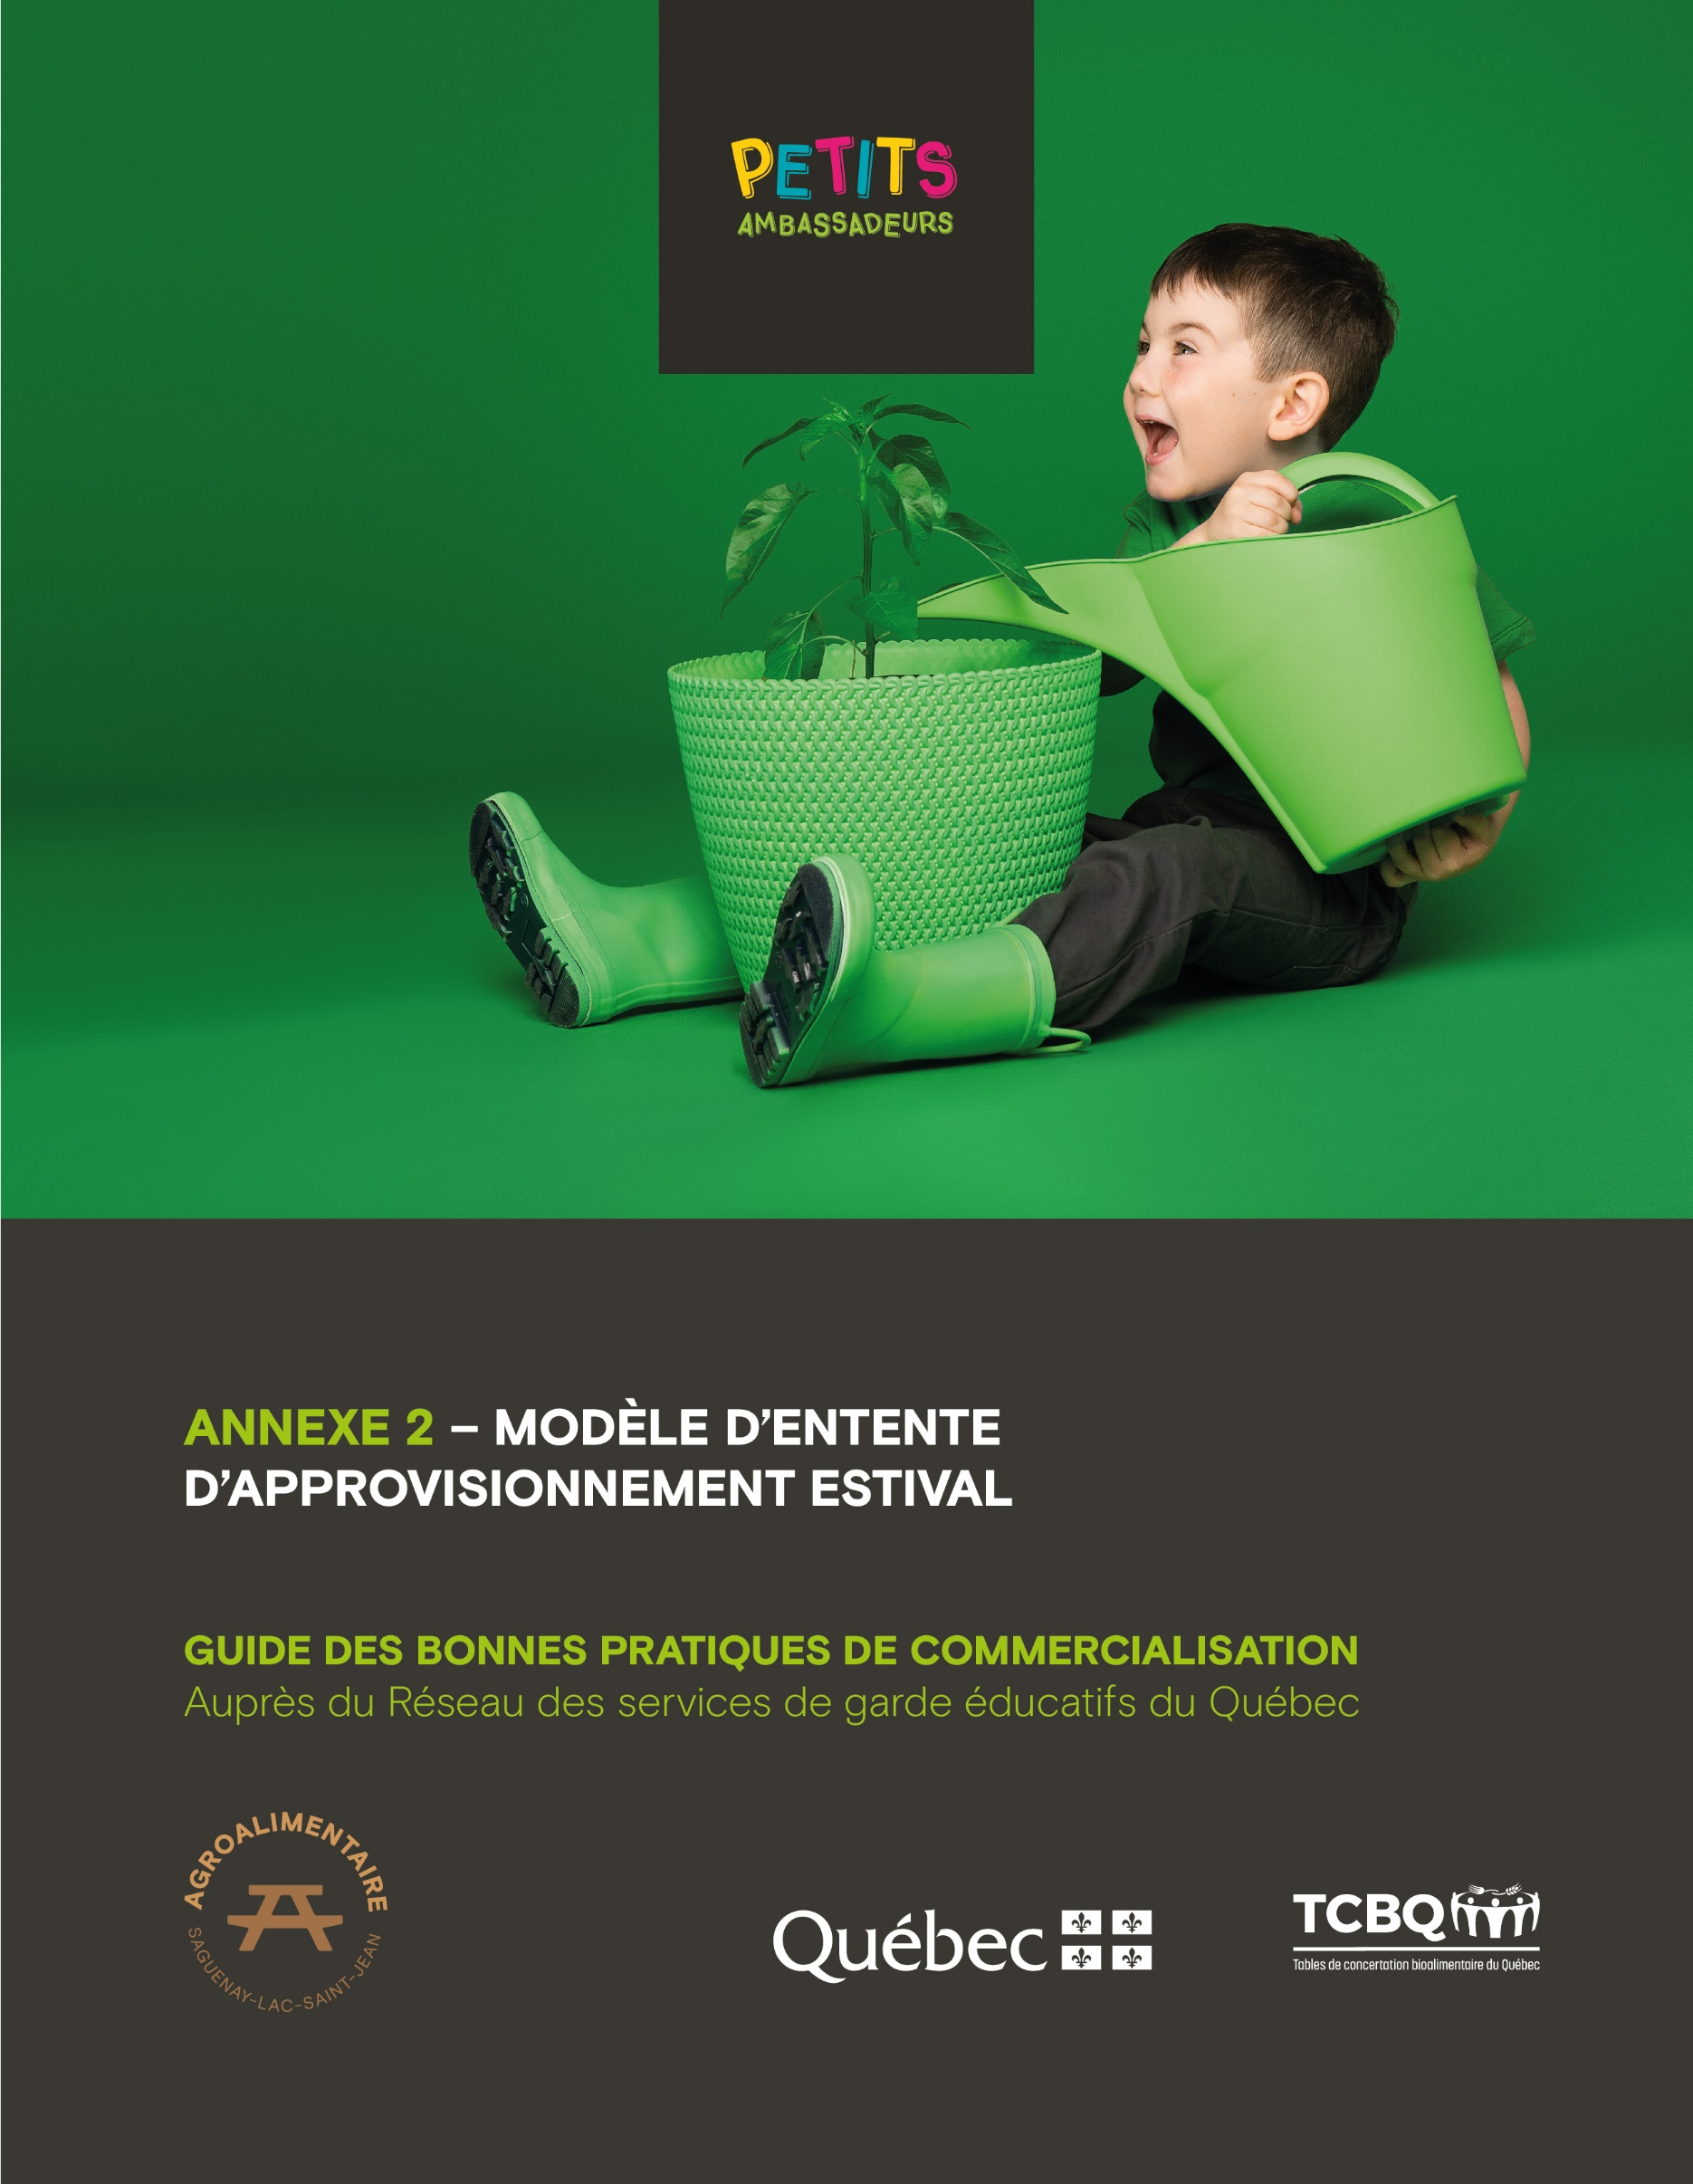 PETITS
AMBASSADEURS
ANNEXE 2 – MODÈLE D’ENTENTE
D’APPROVISIONNEMENT ESTIVAL
GUIDE DES BONNES PRATIQUES DE COMMERCIALISATION
Auprès du Réseau des services de garde éducatifs du Québec
AGROALIMENTAIRE
SAGUENAY-LAC-SAINT-JEAN
Québec
TCBQ
Tables de concertation bioalimentaire du Québec